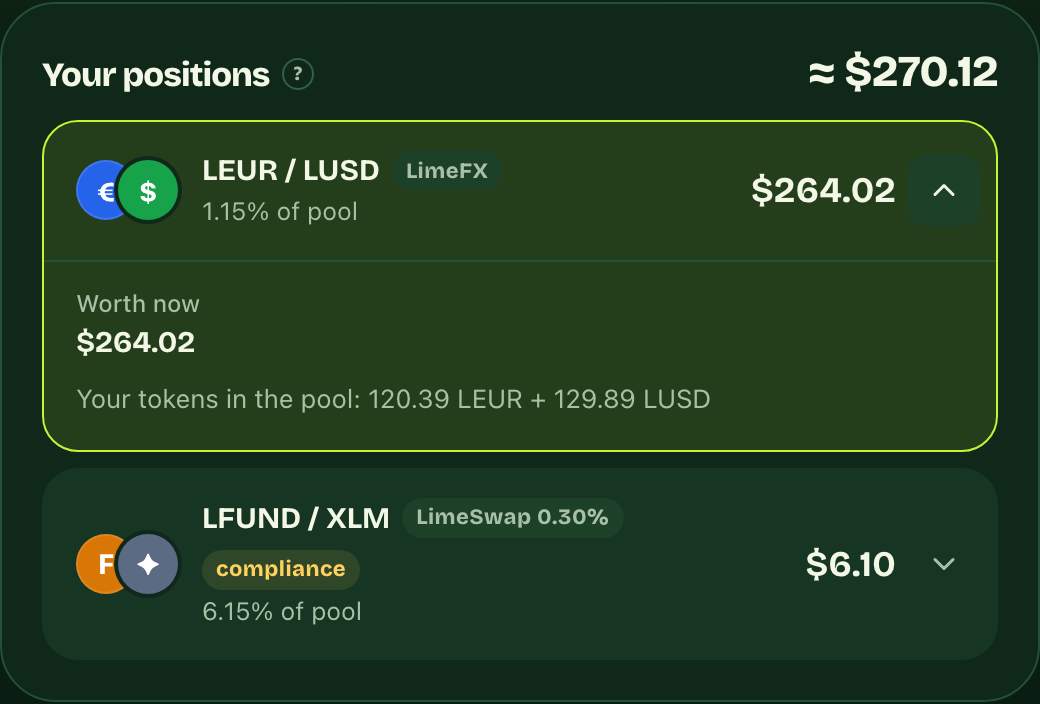 Your positions ? ≈ $270.12
€ $ LEUR / LUSD LimeFX
1.15% of pool
$264.02
Worth now
$264.02
Your tokens in the pool: 120.39 LEUR + 129.89 LUSD
LFUND / XLM LimeSwap 0.30%
F compliance
$6.10
6.15% of pool